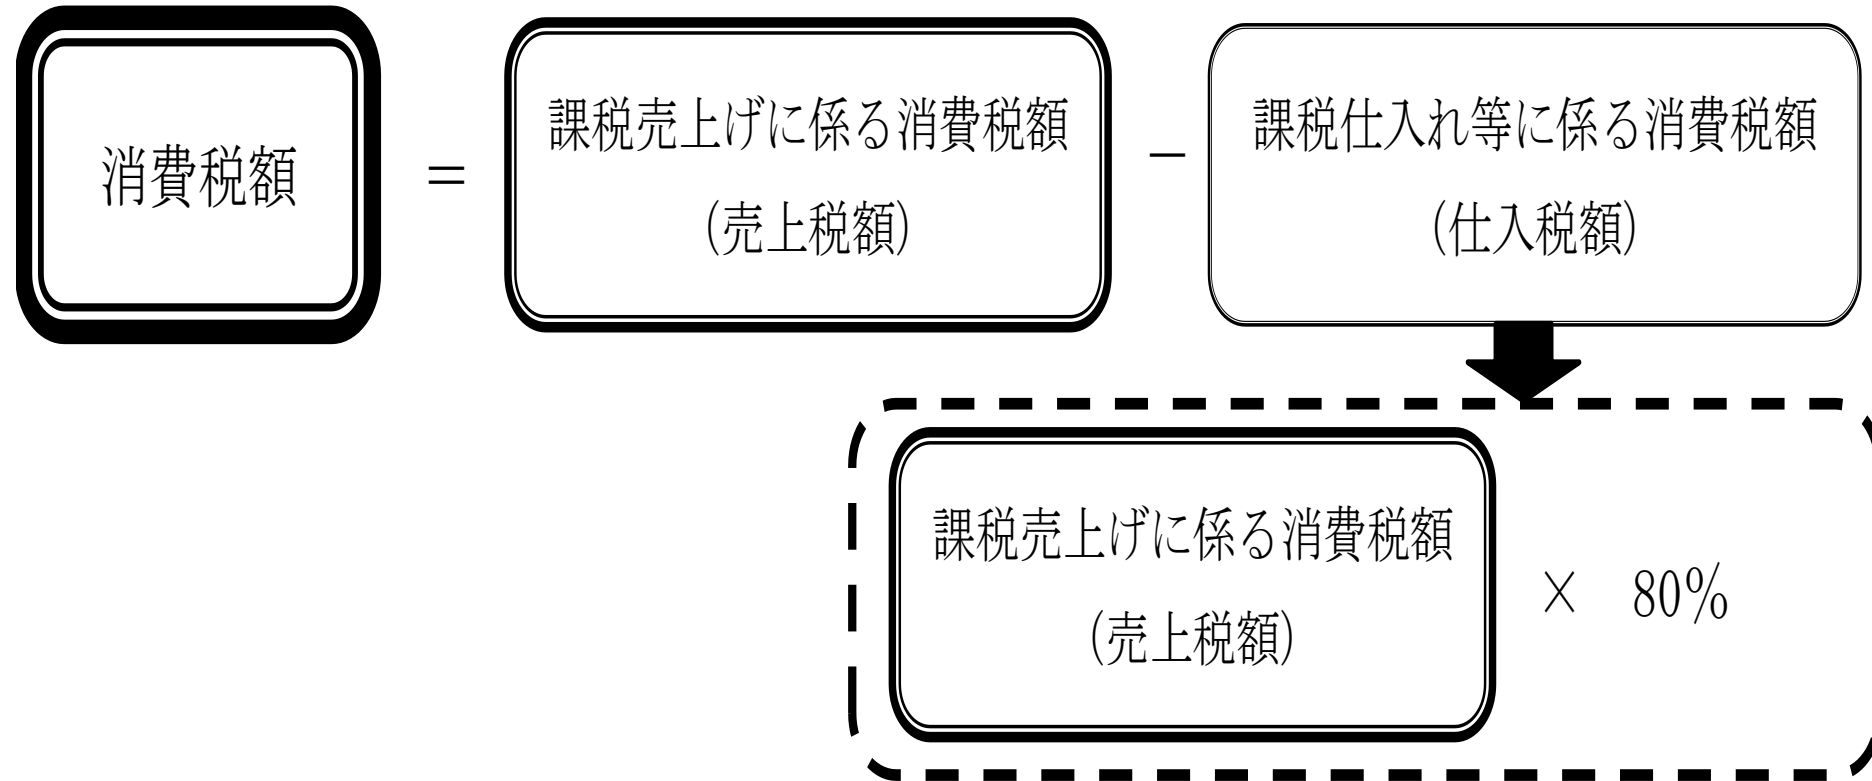 消費税額
＝
課税売上げに係る消費税額
(売上税額)
－
課税仕入れ等に係る消費税額
(仕入税額)
課税売上げに係る消費税額
(売上税額)
× 80%